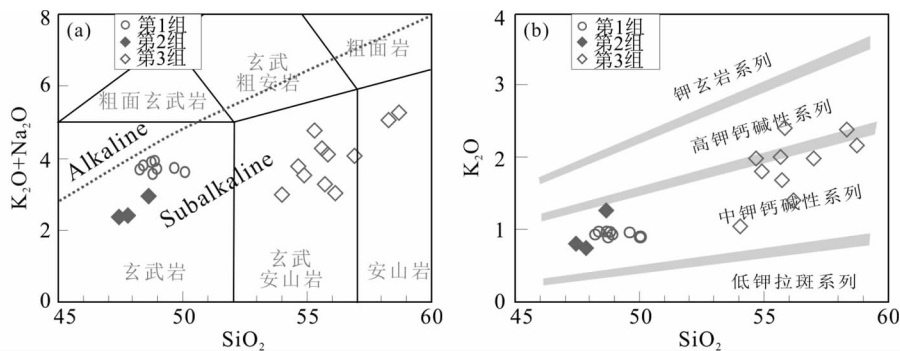 (a)
第1组
第2组
第3组
粗面岩
玄武
粗安岩
粗面玄武岩
Alkaline
Subalkaline
玄武岩
玄武
安山岩
安山岩
K₂O+Na₂O
8
6
4
2
0
45
50
55
60
SiO₂
(b)
第1组
第2组
第3组
钾玄岩系列
高钾钙碱性系列
中钾钙碱性系列
低钾拉斑系列
K₂O
4
3
2
1
0
45
50
55
60
SiO₂